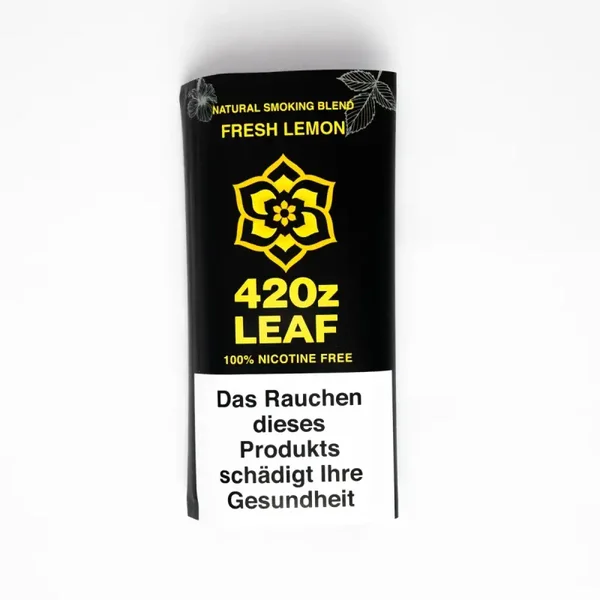 NATURAL SMOKING BLEND
FRESH LEMON
420z
LEAF
100% NICOTINE FREE
Das Rauchen
dieses
Produkts
schädigt Ihre
Gesundheit